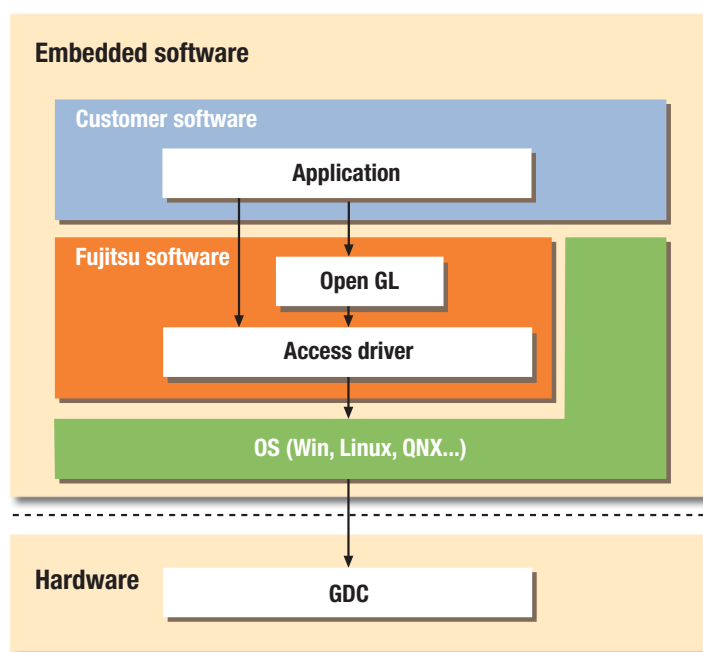 Embedded software
Customer software
Application
Fujitsu software
Open GL
Access driver
OS (Win, Linux, QNX...)
Hardware
GDC